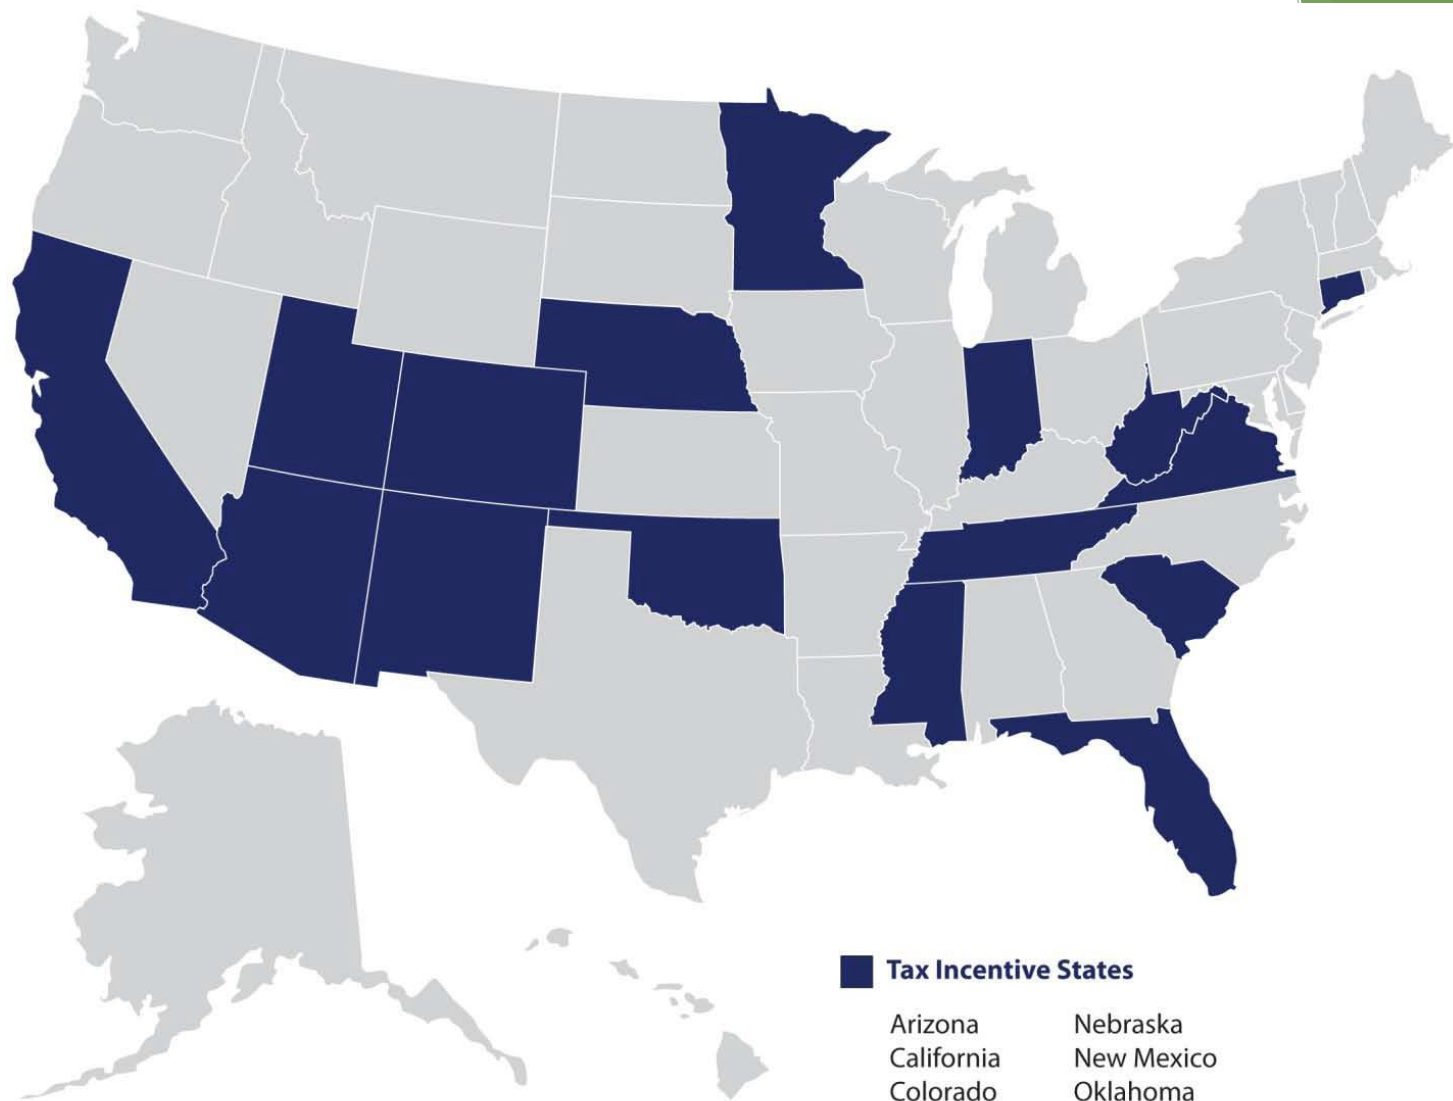 Tax Incentive States
Arizona
California
Colorado
Nebraska
New Mexico
Oklahoma